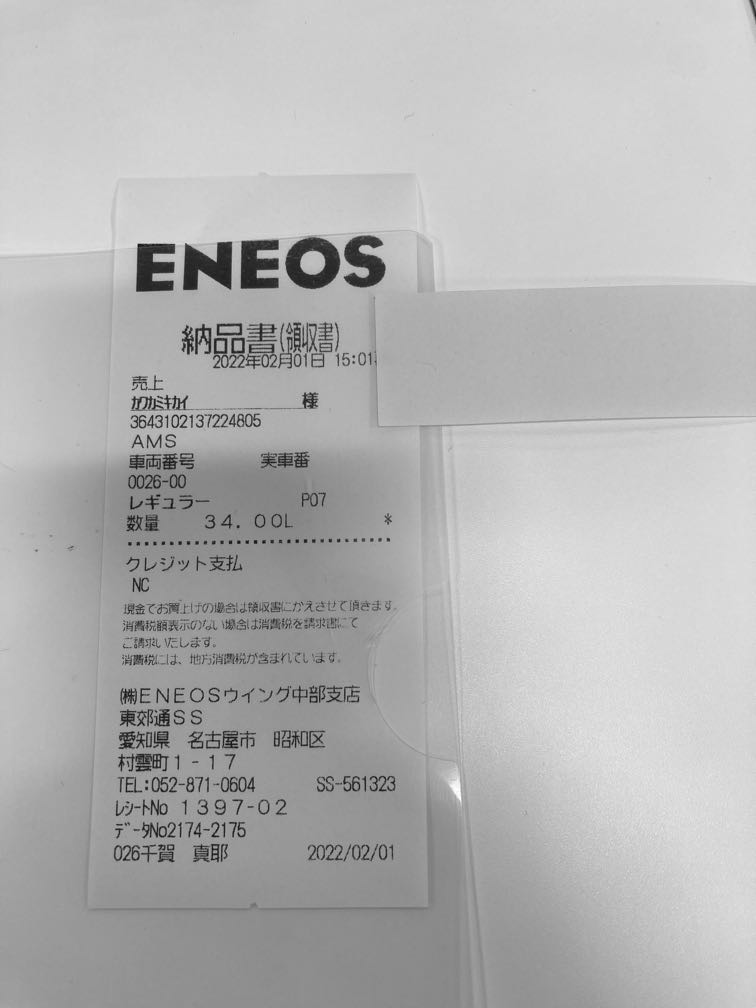 ENEOS
納品書(領収書)
2022年02月01日 15:01
売上
ｶﾜｶﾐｷｶｲ 様
3643102137224805
AMS
車両番号 実車番
0026-00
レギュラー P07
数量 34.00L *
クレジット支払
NC
現金でお買上げの場合は領収書にかえさせて頂きます。
消費税額表示のない場合は消費税を請求書にて
ご請求いたします。
消費税には、地方消費税が含まれています。
㈱ENEOSウイング中部支店
東郊通SS
愛知県 名古屋市 昭和区
村雲町1-17
TEL:052-871-0604 SS-561323
ﾚｼｰﾄNo 1397-02
ﾃﾞｰﾀNo2174-2175
026千賀 真耶 2022/02/01